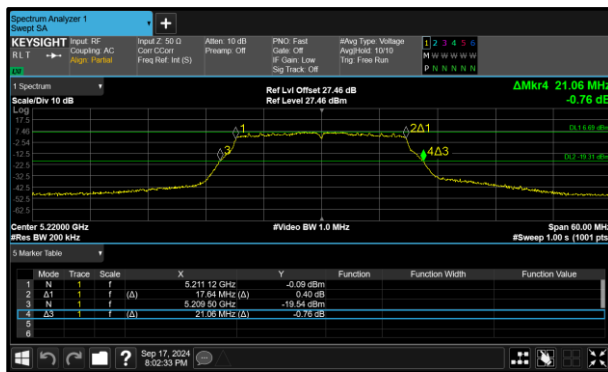 Spectrum Analyzer 1
Swept SA
+
KEYSIGHT Input: RF Input Z: 50 Ω Atten: 10 dB PNO: Fast #Avg Type: Voltage 1 2 3 4 5 6
RLT Coupling: AC Corr CCorr Preamp: Off Gate: Off Avg|Hold: 10/10 M W W W W W
Align: Partial Freq Ref: Int (S) IF Gain: Low Trig: Free Run P N N N N N
Sig Track: Off
1 Spectrum Ref Lvl Offset 27.46 dB ΔMkr4 21.06 MHz
Scale/Div 10 dB Ref Level 27.46 dBm -0.76 dB
Log
17.5
7.46 1 2Δ1 DL1 6.69 dBm
-2.54
-12.5 3 4Δ3 DL2 -19.31 dBm
-22.5
-32.5
-42.5
-52.5
-62.5
Center 5.22000 GHz #Video BW 1.0 MHz Span 60.00 MHz
#Res BW 200 kHz #Sweep 1.00 s (1001 pts)
5 Marker Table
Mode Trace Scale X Y Function Function Width Function Value
1 N 1 f 5.211 12 GHz -0.09 dBm
2 Δ1 1 f (Δ) 17.64 MHz (Δ) 0.40 dB
3 N 1 f 5.209 50 GHz -19.54 dBm
4 Δ3 1 f (Δ) 21.06 MHz (Δ) -0.76 dB
5
6
? Sep 17, 2024
8:02:33 PM